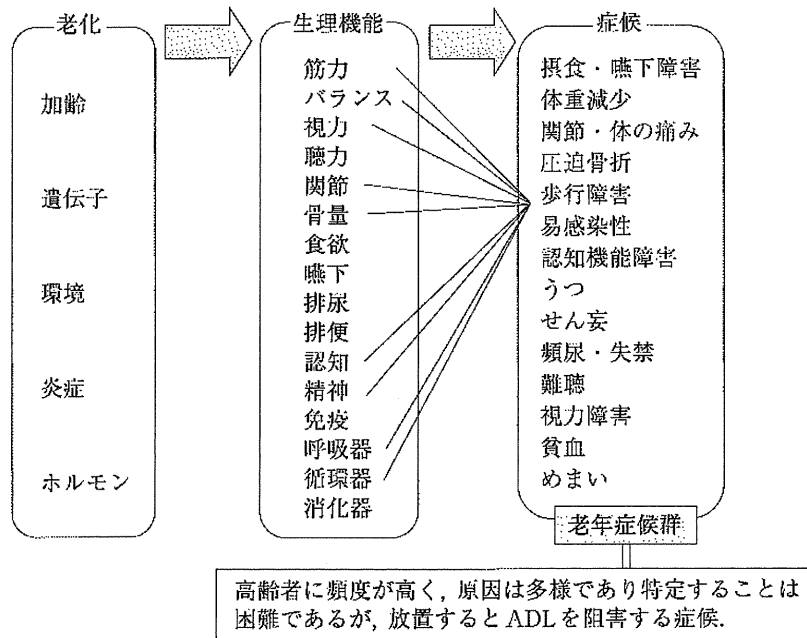 老化
加齢
遺伝子
環境
炎症
ホルモン
生理機能
筋力
バランス
視力
聴力
関節
骨量
食欲
嚥下
排尿
排便
認知
精神
免疫
呼吸器
循環器
消化器
症候
摂食・嚥下障害
体重減少
関節・体の痛み
圧迫骨折
歩行障害
易感染性
認知機能障害
うつ
せん妄
頻尿・失禁
難聴
視力障害
貧血
めまい
老年症候群
高齢者に頻度が高く, 原因は多様であり特定することは
困難であるが, 放置するとADLを阻害する症候.